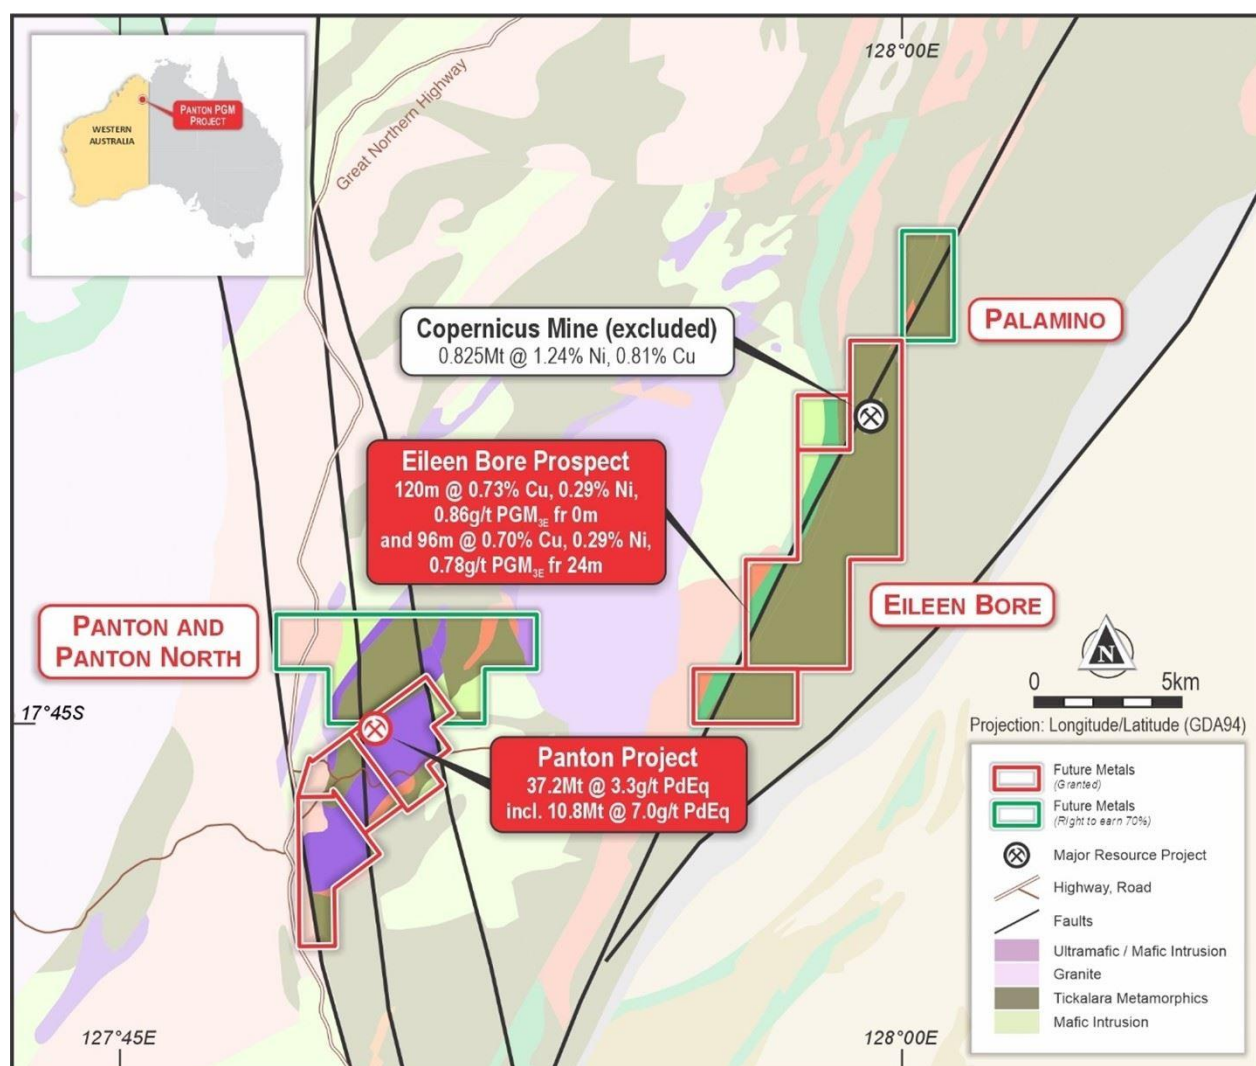 128°00'E
Great Northern Highway
WESTERN
AUSTRALIA
PANTON PGM
PROJECT
Copernicus Mine (excluded)
0.825Mt @ 1.24% Ni, 0.81% Cu
PALAMINO
Eileen Bore Prospect
120m @ 0.73% Cu, 0.29% Ni,
0.86g/t PGM3E fr 0m
and 96m @ 0.70% Cu, 0.29% Ni,
0.78g/t PGM3E fr 24m
EILEEN BORE
PANTON AND
PANTON NORTH
N
0 5km
Projection: Longitude/Latitude (GDA94)
17°45'S
Panton Project
37.2Mt @ 3.3g/t PdEq
incl. 10.8Mt @ 7.0g/t PdEq
Future Metals
(Granted)
Future Metals
(Right to earn 70%)
Major Resource Project
Highway, Road
Faults
Ultramafic / Mafic Intrusion
Granite
Tickalara Metamorphics
Mafic Intrusion
127°45'E
128°00'E